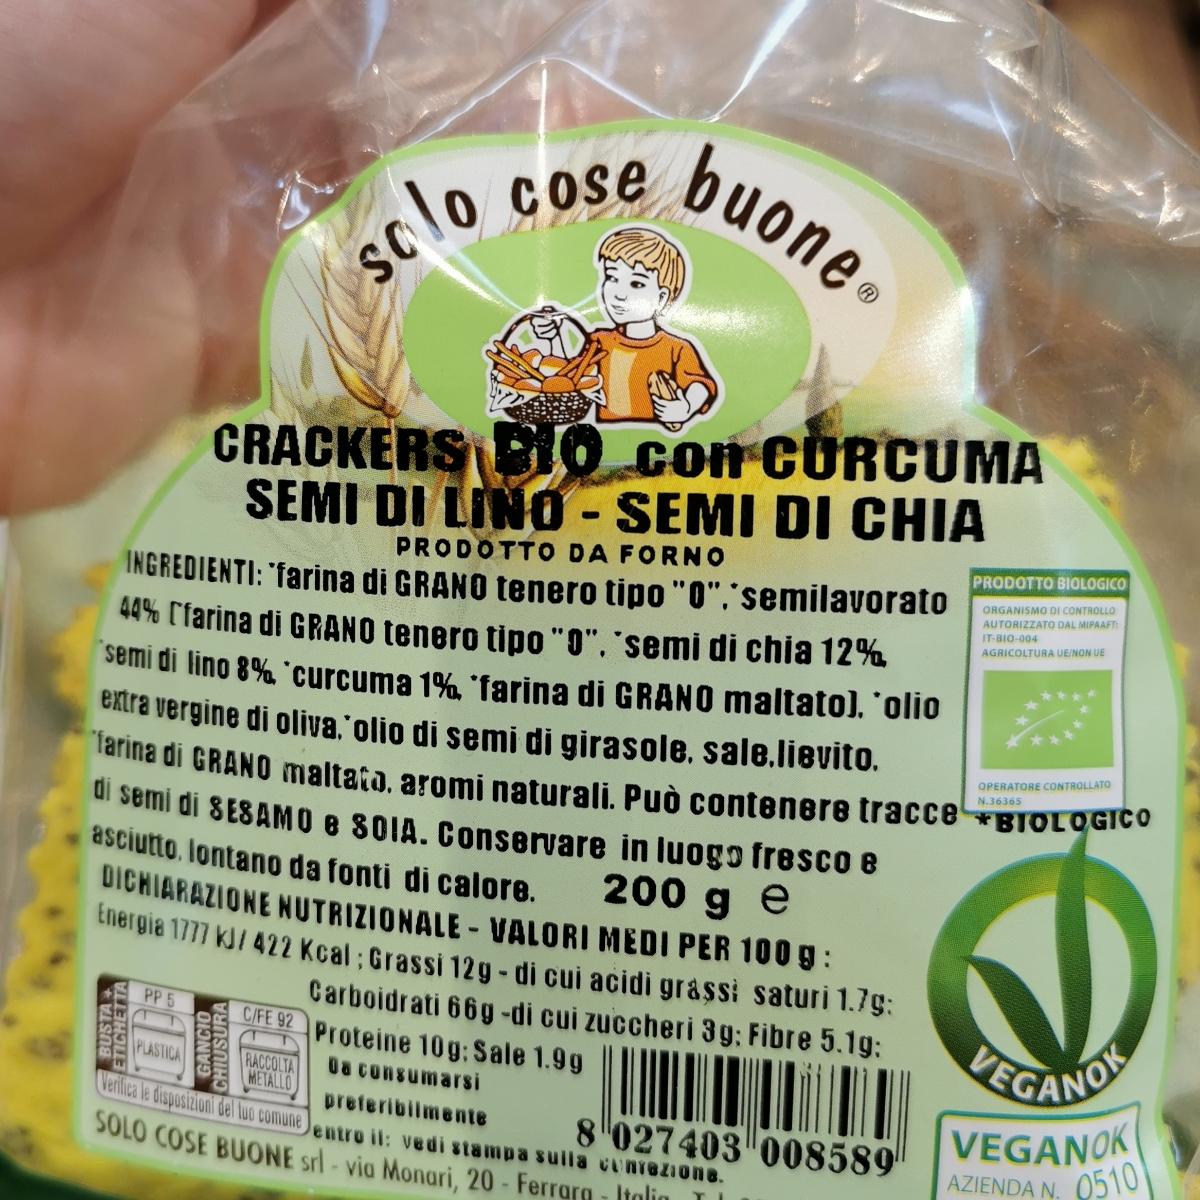 solo cose buone®
CRACKERS BIO con CURCUMA
SEMI DI LINO - SEMI DI CHIA
PRODOTTO DA FORNO
INGREDIENTI: *farina di GRANO tenero tipo "0", *semilavorato
44% [*farina di GRANO tenero tipo "0", *semi di chia 12%,
*semi di lino 8%, *curcuma 1%, *farina di GRANO maltato], *olio
extra vergine di oliva,*olio di semi di girasole, sale,lievito,
*farina di GRANO maltato, aromi naturali. Può contenere tracce
di semi di SESAMO e SOIA. Conservare in luogo fresco e
asciutto, lontano da fonti di calore.
200 g e
DICHIARAZIONE NUTRIZIONALE - VALORI MEDI PER 100 g :
Energia 1777 kJ/ 422 Kcal ; Grassi 12g - di cui acidi grassi saturi 1.7g;
Carboidrati 66g -di cui zuccheri 3g; Fibre 5.1g;
Proteine 10g; Sale 1.9g
Da consumarsi
preferibilmente
entro il: vedi stampa sulla confezione.
8 027403 008589
PRODOTTO BIOLOGICO
ORGANISMO DI CONTROLLO
AUTORIZZATO DAL MIPAAFT:
IT-BIO-004
AGRICOLTURA UE/NON UE
OPERATORE CONTROLLATO
N.36365
*BIOLOGICO
VEGANOK
VEGANOK
AZIENDA N. 0510
BUSTA +
ETICHETTA
PP 5
PLASTICA
GANCIO
CHIUSURA
C/FE 92
RACCOLTA
METALLO
Verifica le disposizioni del tuo comune
SOLO COSE BUONE srl - via Monari, 20 - Ferrara - Italia